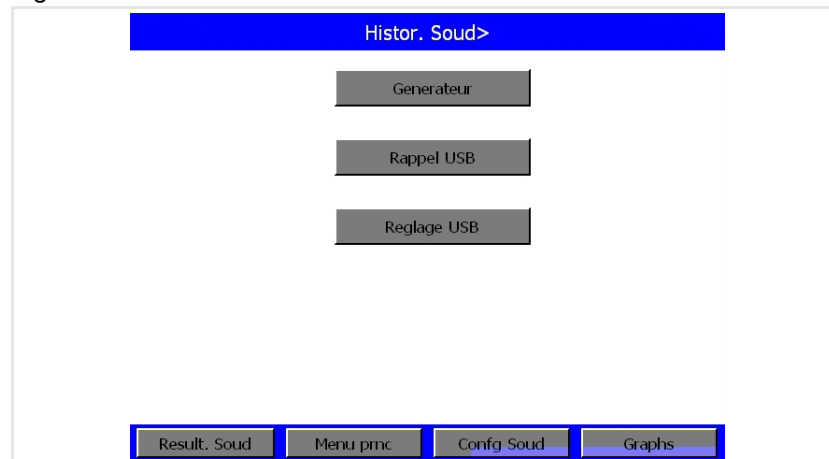 Histor. Soud>
Generateur
Rappel USB
Reglage USB
Result. Soud Menu prnc Confg Soud Graphs